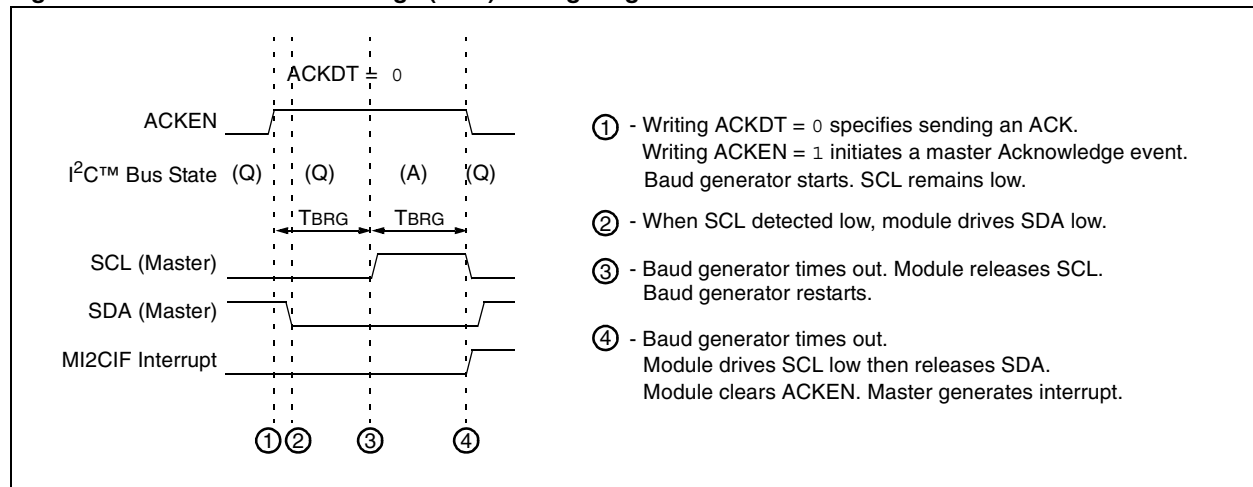 ACKDT = 0
ACKEN
I²C™ Bus State (Q) (Q) (A) (Q)
TBRG TBRG
SCL (Master)
SDA (Master)
MI2CIF Interrupt
1 2 3 4
1 - Writing ACKDT = 0 specifies sending an ACK.
Writing ACKEN = 1 initiates a master Acknowledge event.
Baud generator starts. SCL remains low.
2 - When SCL detected low, module drives SDA low.
3 - Baud generator times out. Module releases SCL.
Baud generator restarts.
4 - Baud generator times out.
Module drives SCL low then releases SDA.
Module clears ACKEN. Master generates interrupt.